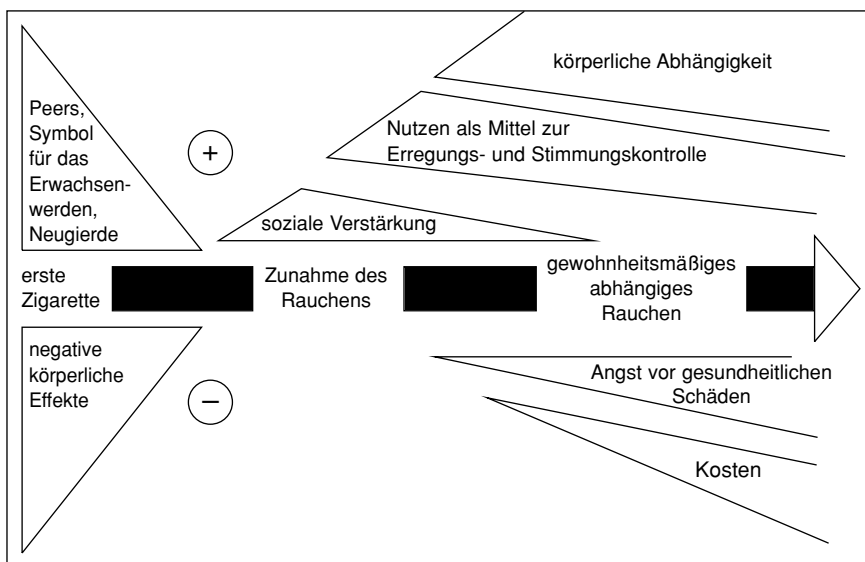 körperliche Abhängigkeit
Peers,
Symbol
für das
Erwachsen-
werden,
Neugierde
+
Nutzen als Mittel zur
Erregungs- und Stimmungskontrolle
soziale Verstärkung
erste
Zigarette
Zunahme des
Rauchens
gewohnheitsmäßiges
abhängiges
Rauchen
negative
körperliche
Effekte
−
Angst vor gesundheitlichen
Schäden
Kosten